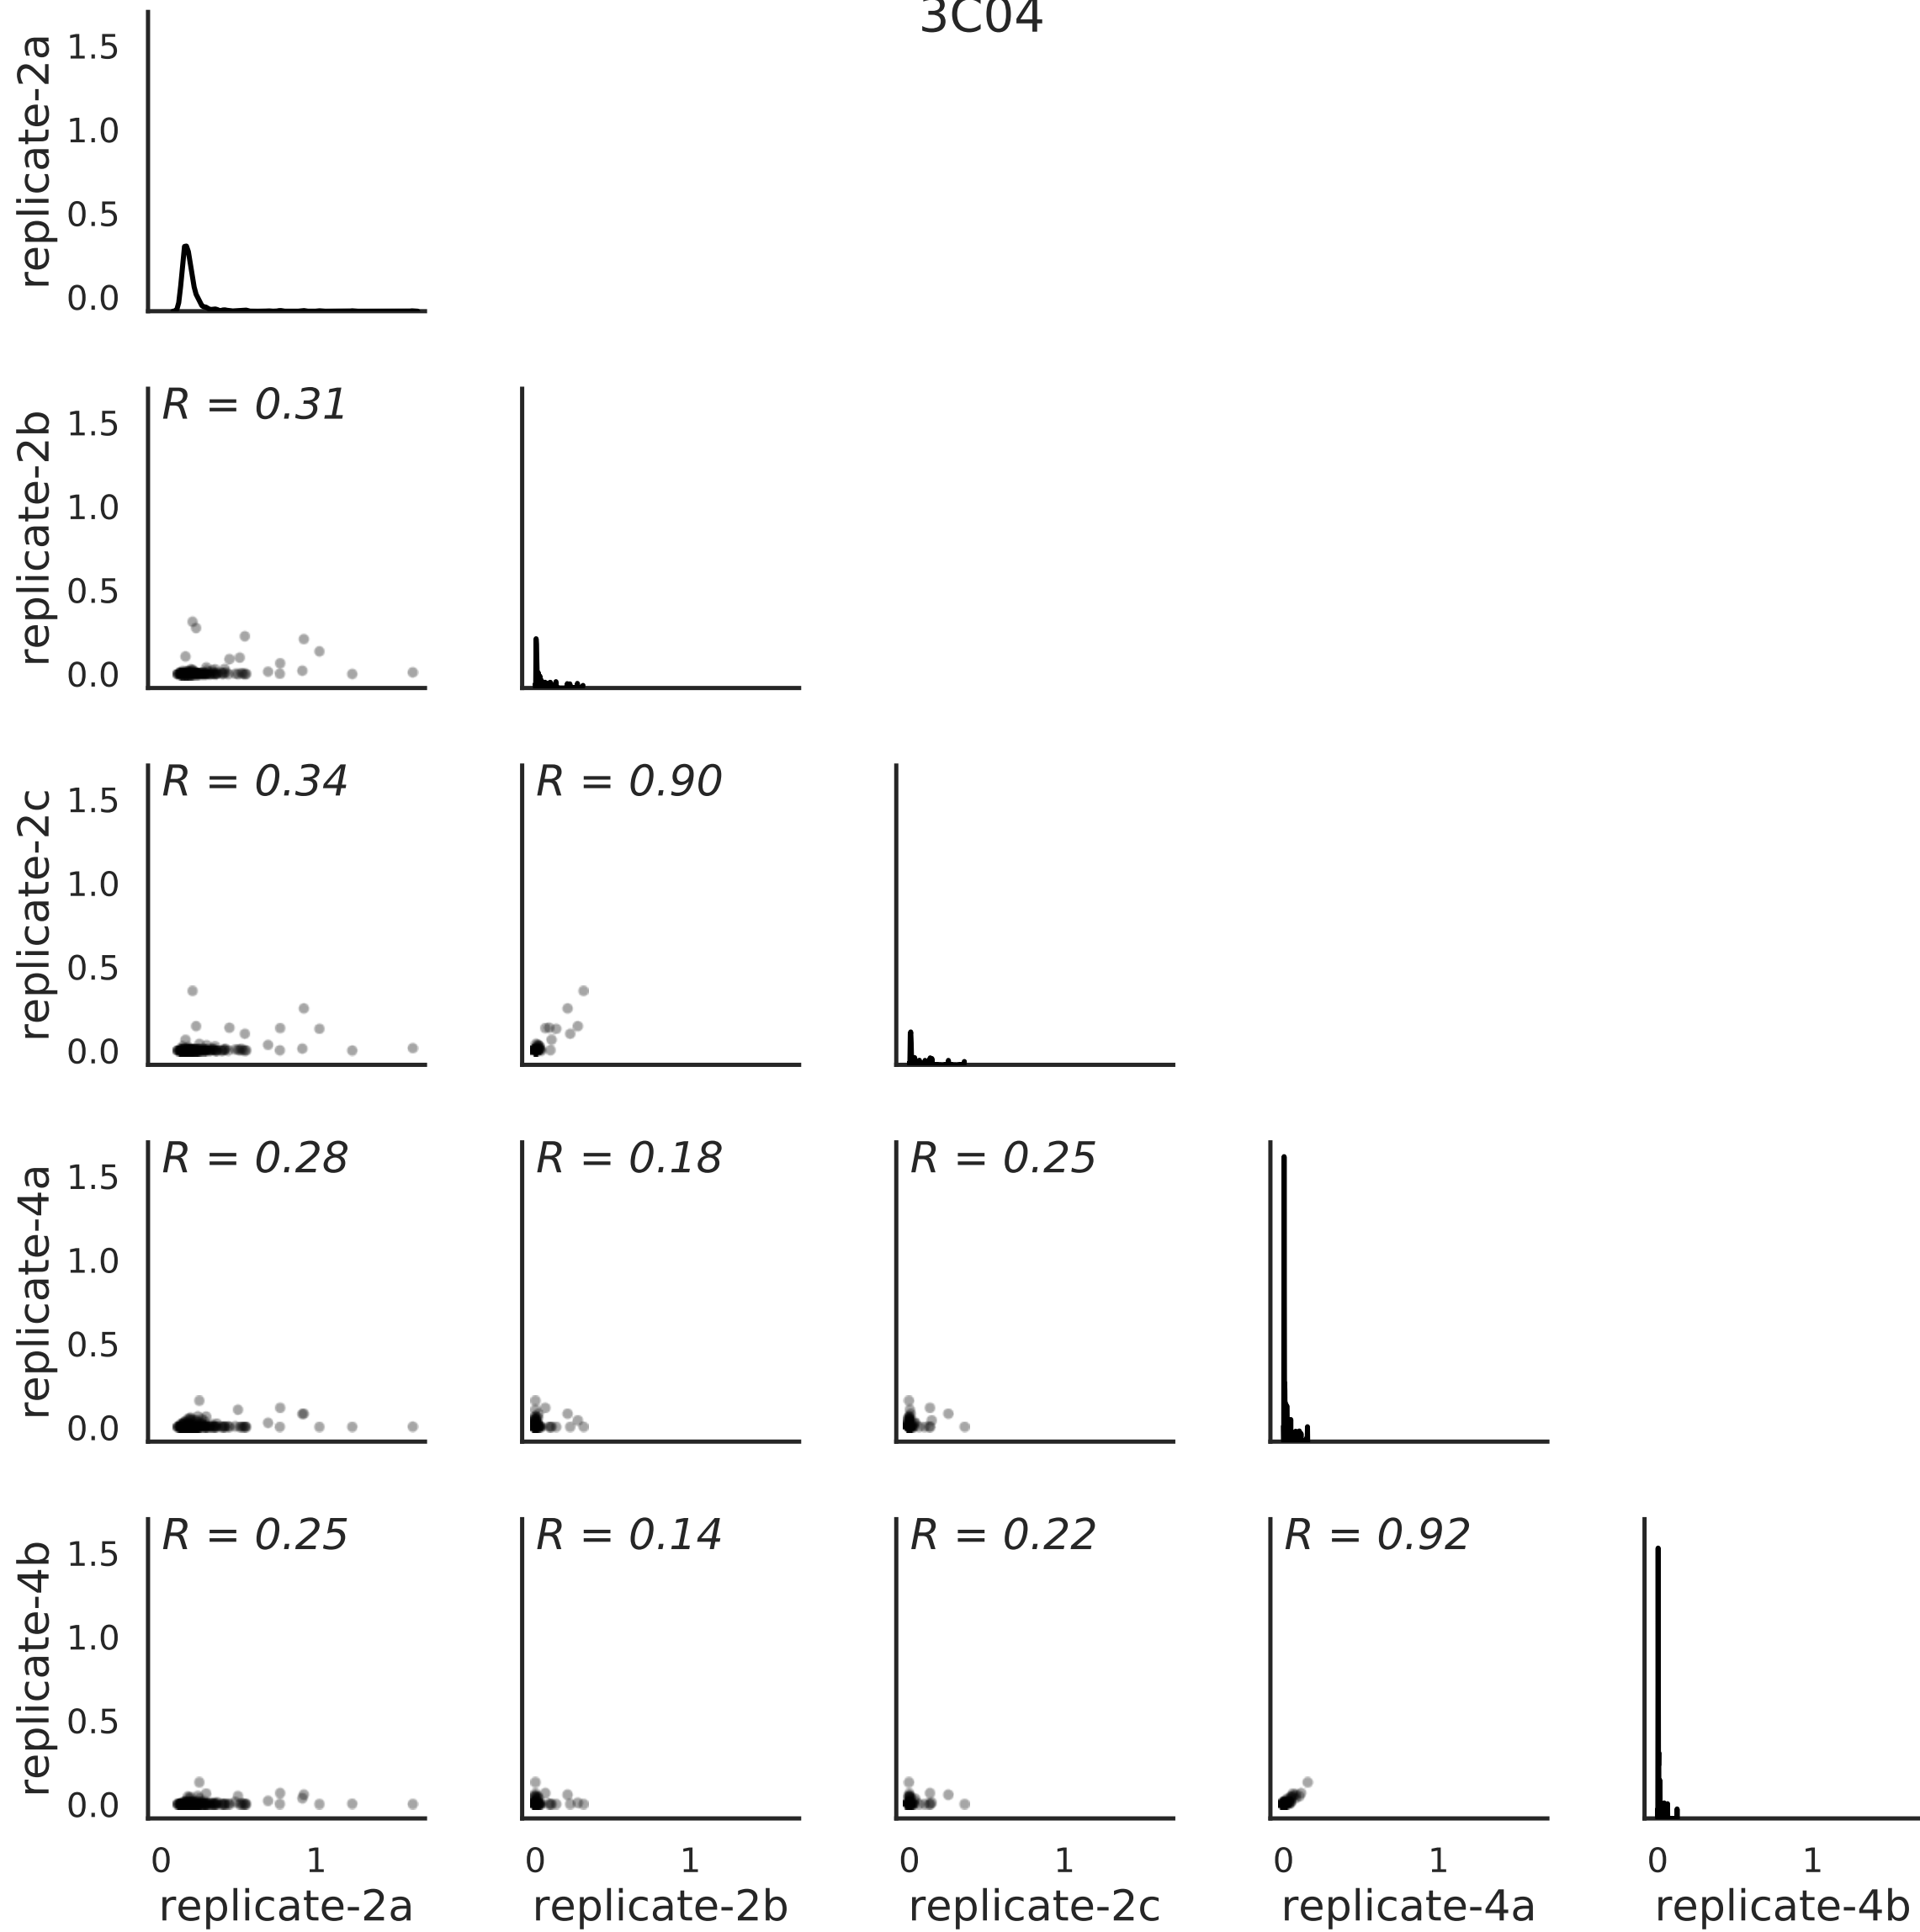 3C04
replicate-2a
1.5
1.0
0.5
0.0
replicate-2b
1.5
1.0
0.5
0.0
R = 0.31
replicate-2c
1.5
1.0
0.5
0.0
R = 0.34
R = 0.90
replicate-4a
1.5
1.0
0.5
0.0
R = 0.28
R = 0.18
R = 0.25
replicate-4b
1.5
1.0
0.5
0.0
R = 0.25
R = 0.14
R = 0.22
R = 0.92
0 1
0 1
0 1
0 1
0 1
replicate-2a
replicate-2b
replicate-2c
replicate-4a
replicate-4b